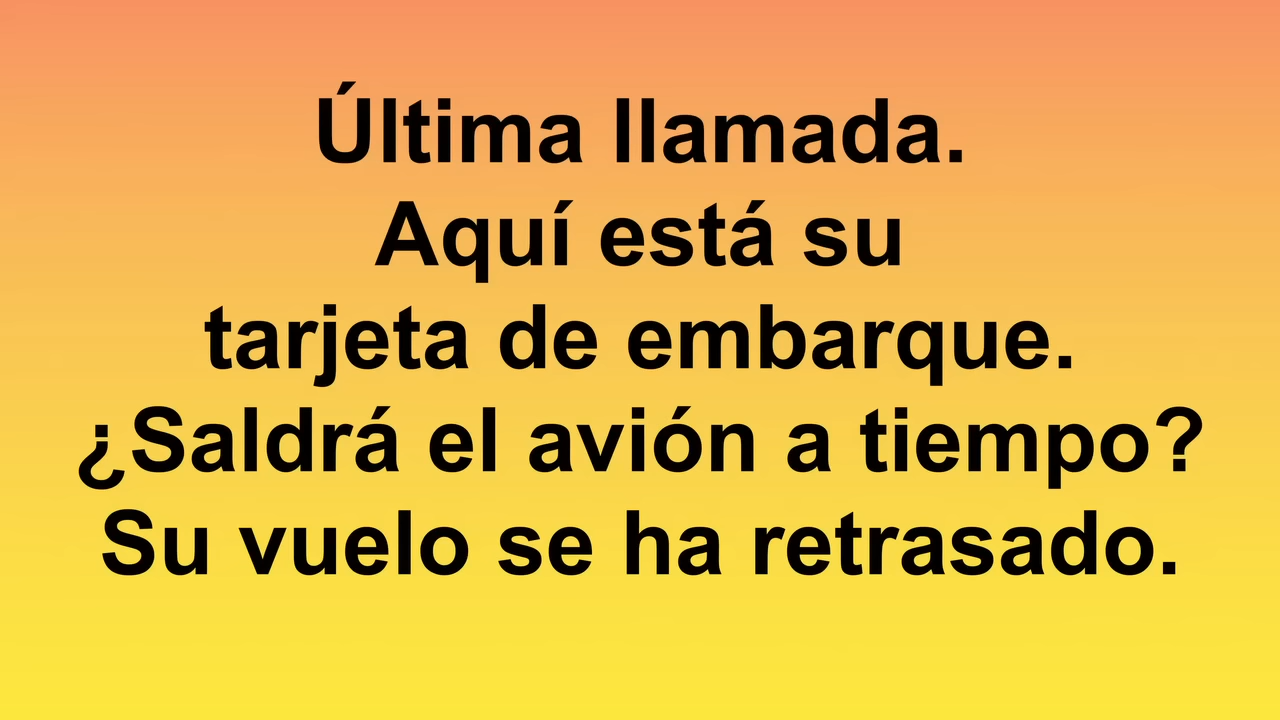 Última llamada.
Aquí está su
tarjeta de embarque.
¿Saldrá el avión a tiempo?
Su vuelo se ha retrasado.